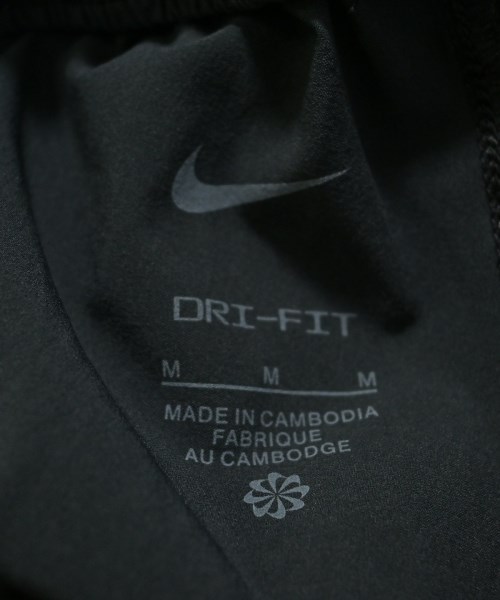 DRI-FIT
M M M
MADE IN CAMBODIA
FABRIQUE
AU CAMBODGE